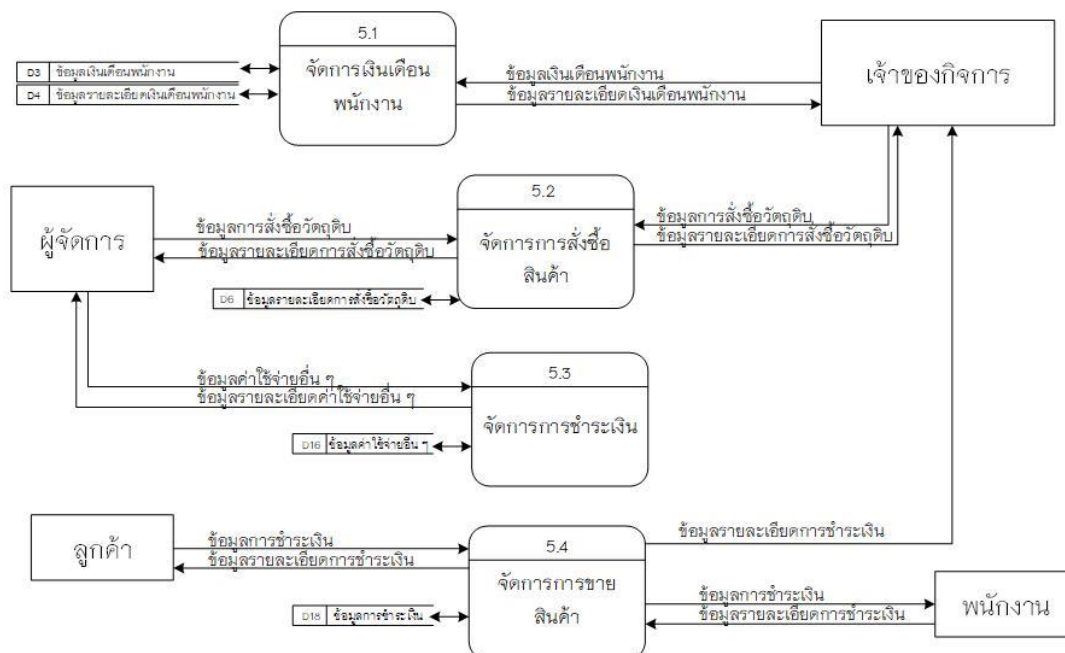 5.1
จัดการเงินเดือน
พนักงาน
D3 ข้อมูลเงินเดือนพนักงาน
D4 ข้อมูลรายละเอียดเงินเดือนพนักงาน
ข้อมูลเงินเดือนพนักงาน
ข้อมูลรายละเอียดเงินเดือนพนักงาน
เจ้าของกิจการ
ผู้จัดการ
ข้อมูลการสั่งซื้อวัตถุดิบ
ข้อมูลรายละเอียดการสั่งซื้อวัตถุดิบ
5.2
จัดการการสั่งซื้อ
สินค้า
ข้อมูลการสั่งซื้อวัตถุดิบ
ข้อมูลรายละเอียดการสั่งซื้อวัตถุดิบ
D6 ข้อมูลรายละเอียดการสั่งซื้อวัตถุดิบ
ข้อมูลค่าใช้จ่ายอื่น ๆ
ข้อมูลรายละเอียดค่าใช้จ่ายอื่น ๆ
5.3
จัดการการชำระเงิน
D16 ข้อมูลค่าใช้จ่ายอื่น ๆ
ลูกค้า
ข้อมูลการชำระเงิน
ข้อมูลรายละเอียดการชำระเงิน
5.4
จัดการการขาย
สินค้า
D18 ข้อมูลการชำระเงิน
ข้อมูลรายละเอียดการชำระเงิน
ข้อมูลการชำระเงิน
ข้อมูลรายละเอียดการชำระเงิน
พนักงาน